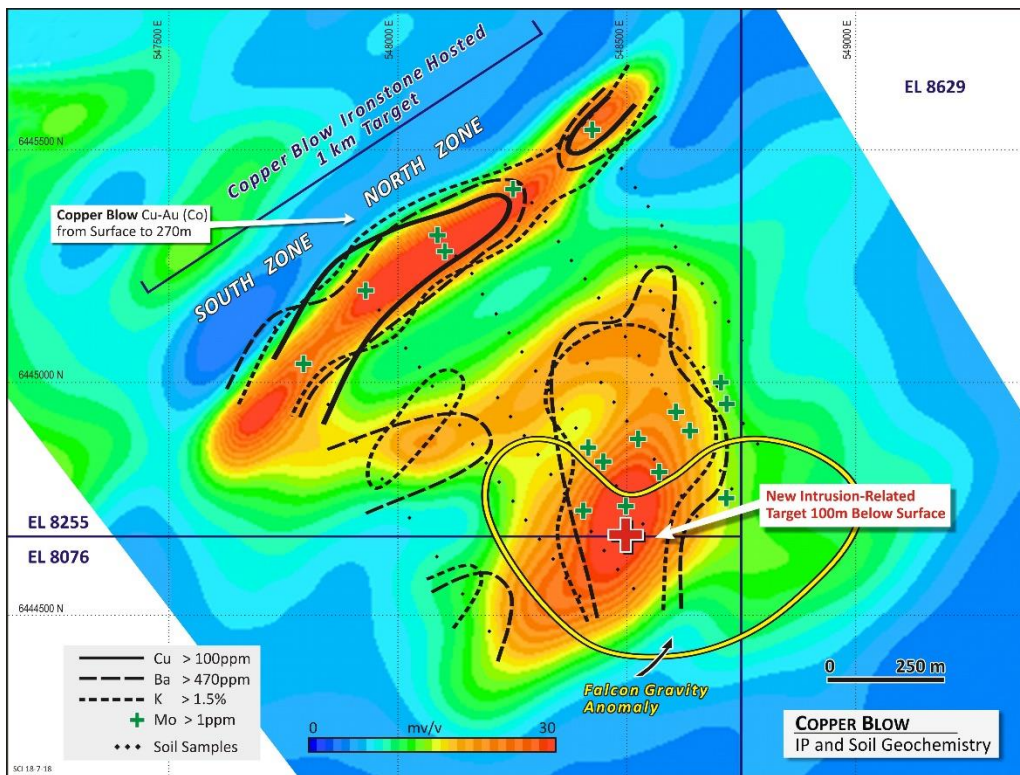 547500 E
548000 E
548500 E
549000 E
EL 8629
Copper Blow Ironstone Hosted
1 km Target
6445500 N
NORTH ZONE
Copper Blow Cu-Au (Co)
from Surface to 270m
SOUTH ZONE
6445000 N
New Intrusion-Related
Target 100m Below Surface
EL 8255
EL 8076
6444500 N
Cu > 100ppm
Ba > 470ppm
K > 1.5%
Mo > 1ppm
Soil Samples
0 mv/v 30
Falcon Gravity
Anomaly
0 250 m
COPPER BLOW
IP and Soil Geochemistry
SCI 18-7-18